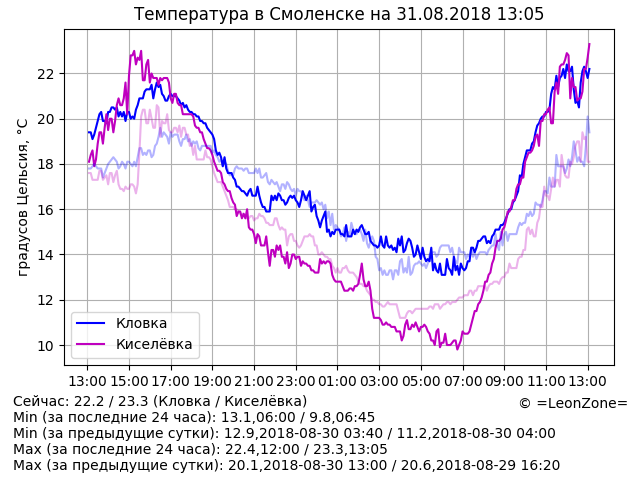 Температура в Смоленске на 31.08.2018 13:05
градусов Цельсия, °C
22
20
18
16
14
12
10
Кловка
Киселёвка
13:00 15:00 17:00 19:00 21:00 23:00 01:00 03:00 05:00 07:00 09:00 11:00 13:00
Сейчас: 22.2 / 23.3 (Кловка / Киселёвка)
© =LeonZone=
Min (за последние 24 часа): 13.1,06:00 / 9.8,06:45
Min (за предыдущие сутки): 12.9,2018-08-30 03:40 / 11.2,2018-08-30 04:00
Max (за последние 24 часа): 22.4,12:00 / 23.3,13:05
Max (за предыдущие сутки): 20.1,2018-08-30 13:00 / 20.6,2018-08-29 16:20